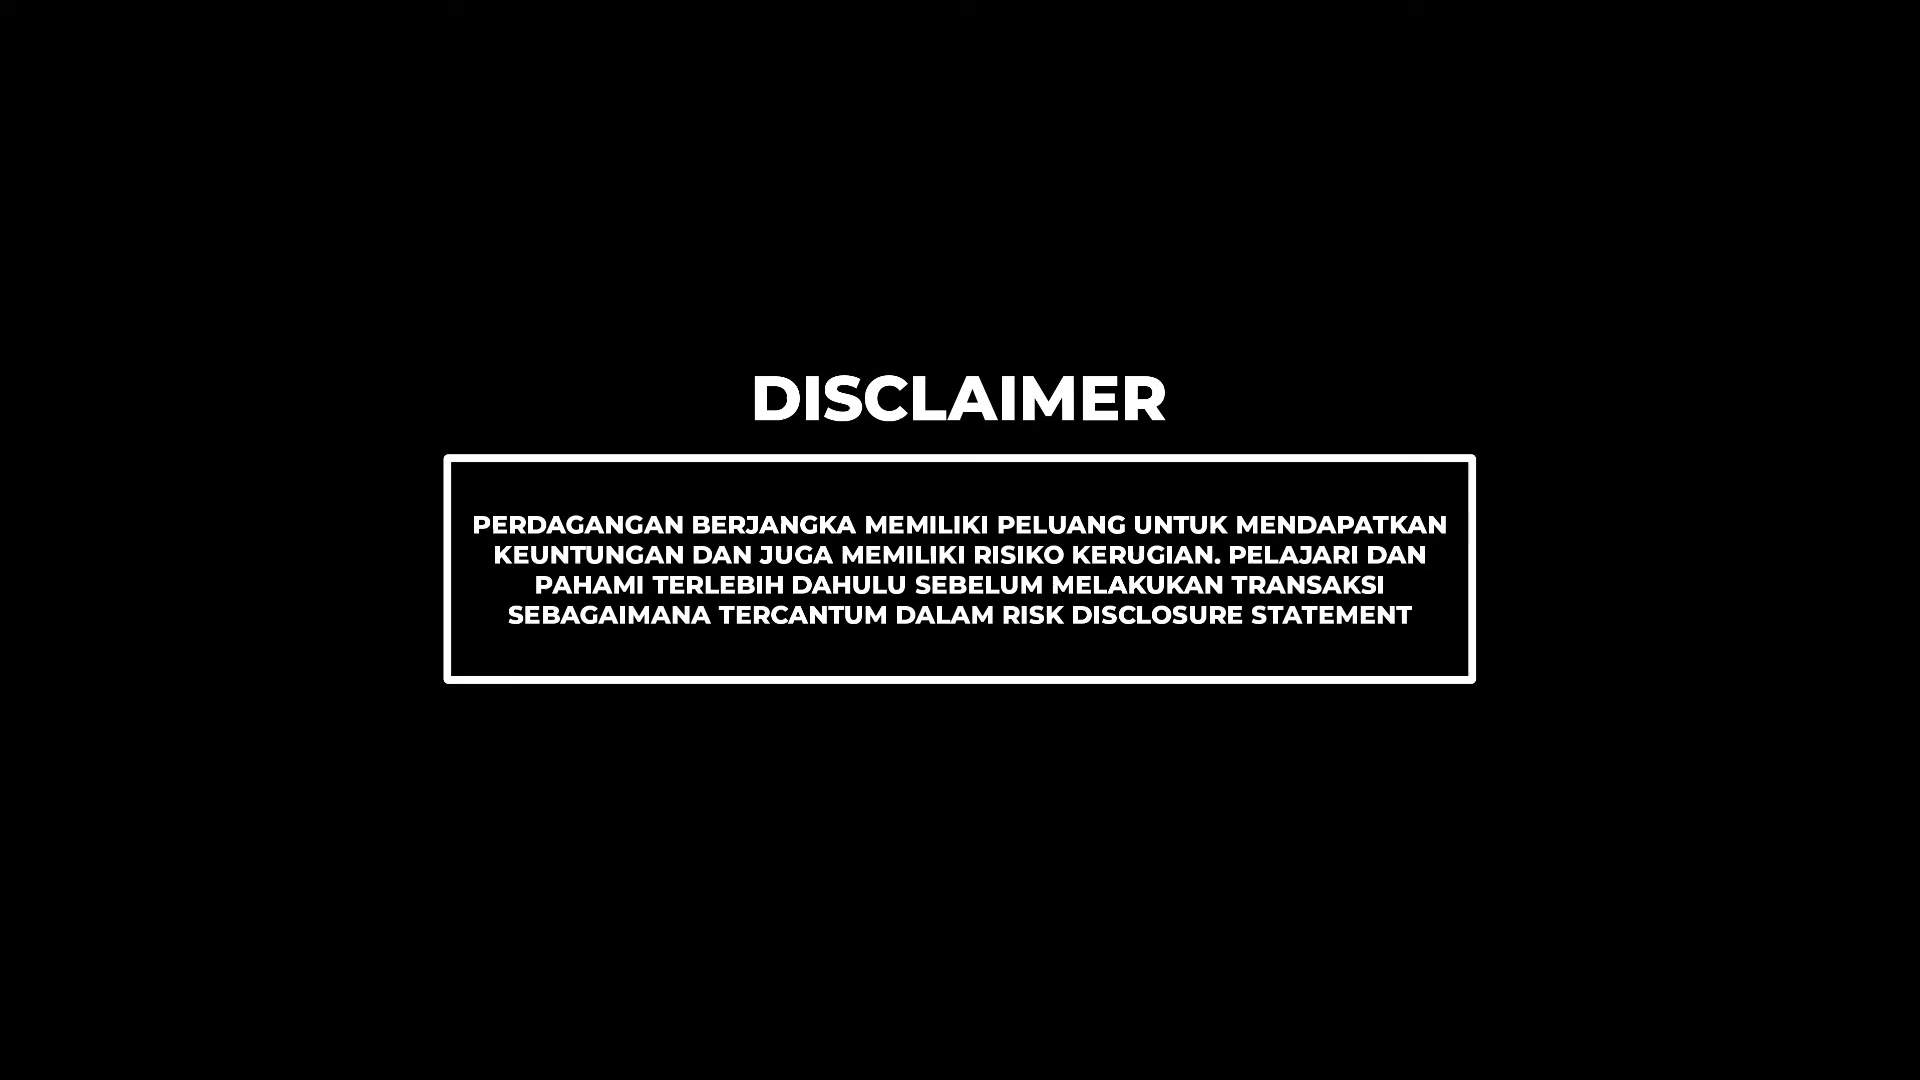 DISCLAIMER
PERDAGANGAN BERJANGKA MEMILIKI PELUANG UNTUK MENDAPATKAN
KEUNTUNGAN DAN JUGA MEMILIKI RISIKO KERUGIAN. PELAJARI DAN
PAHAMI TERLEBIH DAHULU SEBELUM MELAKUKAN TRANSAKSI
SEBAGAIMANA TERCANTUM DALAM RISK DISCLOSURE STATEMENT